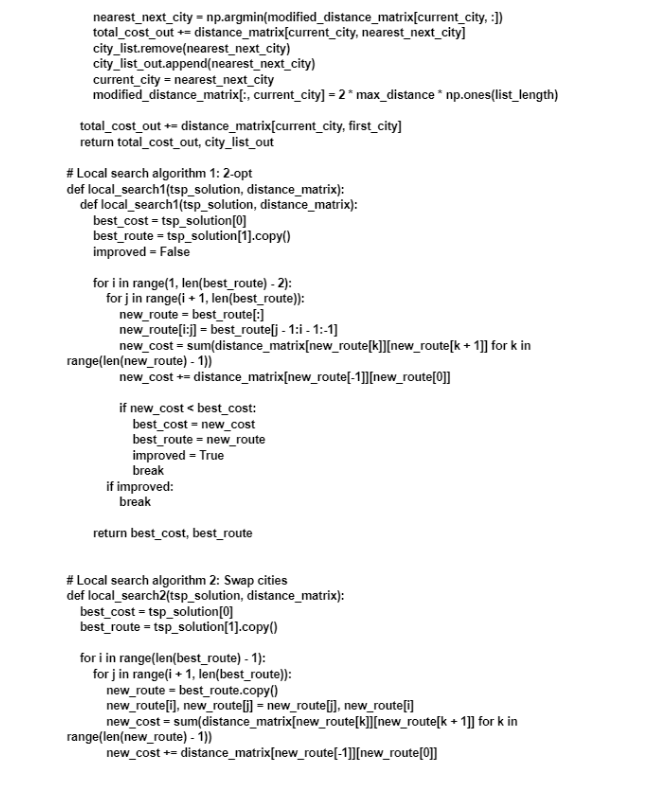 nearest_next_city = np.argmin(modified_distance_matrix[current_city, :])
total_cost_out += distance_matrix[current_city, nearest_next_city]
city_list.remove(nearest_next_city)
city_list_out.append(nearest_next_city)
current_city = nearest_next_city
modified_distance_matrix[:, current_city] = 2 * max_distance * np.ones(list_length)
total_cost_out += distance_matrix[current_city, first_city]
return total_cost_out, city_list_out
# Local search algorithm 1: 2-opt
def local_search1(tsp_solution, distance_matrix):
def local_search1(tsp_solution, distance_matrix):
best_cost = tsp_solution[0]
best_route = tsp_solution[1].copy()
improved = False
for i in range(1, len(best_route) - 2):
for j in range(i + 1, len(best_route)):
new_route = best_route[:]
new_route[i:j] = best_route[j - 1:i - 1:-1]
new_cost = sum(distance_matrix[new_route[k]][new_route[k + 1]] for k in
range(len(new_route) - 1))
new_cost += distance_matrix[new_route[-1]][new_route[0]]
if new_cost < best_cost:
best_cost = new_cost
best_route = new_route
improved = True
break
if improved:
break
return best_cost, best_route
# Local search algorithm 2: Swap cities
def local_search2(tsp_solution, distance_matrix):
best_cost = tsp_solution[0]
best_route = tsp_solution[1].copy()
for i in range(len(best_route) - 1):
for j in range(i + 1, len(best_route)):
new_route = best_route.copy()
new_route[i], new_route[j] = new_route[j], new_route[i]
new_cost = sum(distance_matrix[new_route[k]][new_route[k + 1]] for k in
range(len(new_route) - 1))
new_cost += distance_matrix[new_route[-1]][new_route[0]]